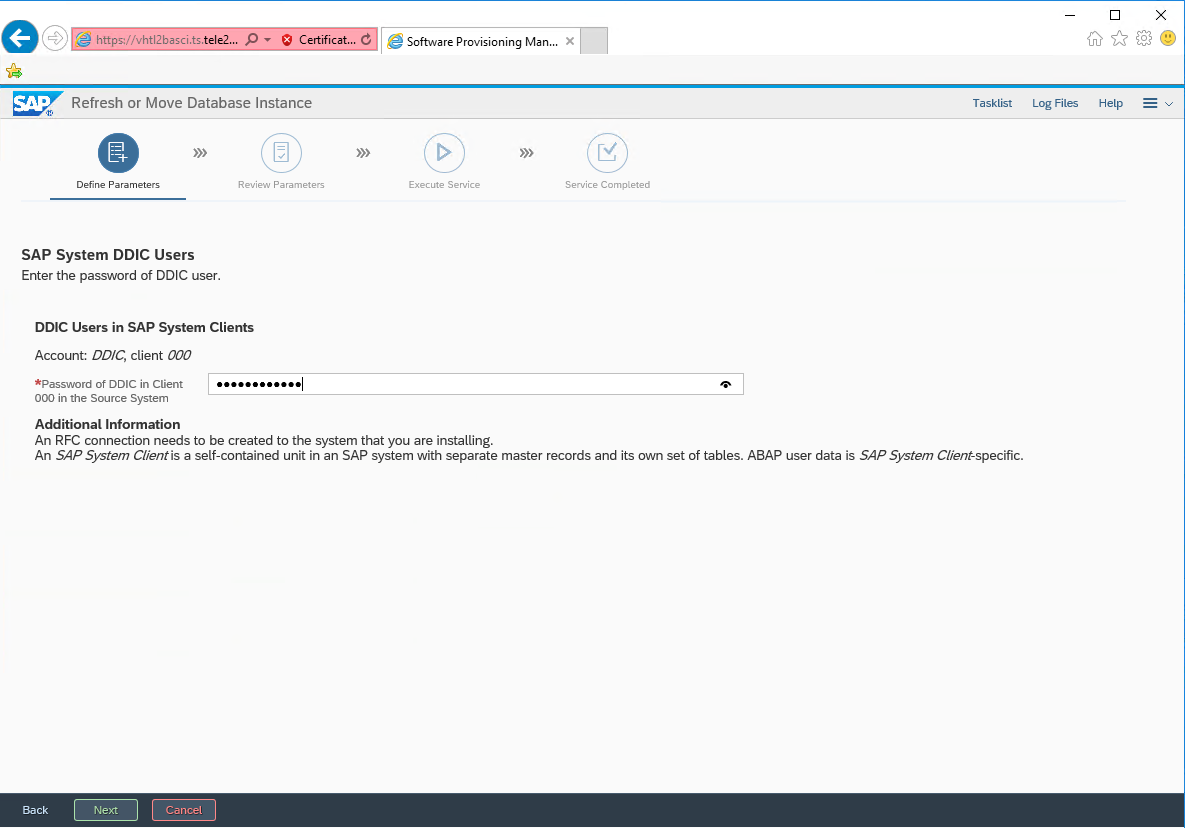 https://vhtl2basci.ts.tele2... Certificat... Software Provisioning Man...
SAP Refresh or Move Database Instance Tasklist Log Files Help
Define Parameters Review Parameters Execute Service Service Completed
SAP System DDIC Users
Enter the password of DDIC user.
DDIC Users in SAP System Clients
Account: DDIC, client 000
*Password of DDIC in Client
000 in the Source System
Additional Information
An RFC connection needs to be created to the system that you are installing.
An SAP System Client is a self-contained unit in an SAP system with separate master records and its own set of tables. ABAP user data is SAP System Client-specific.
Back Next Cancel